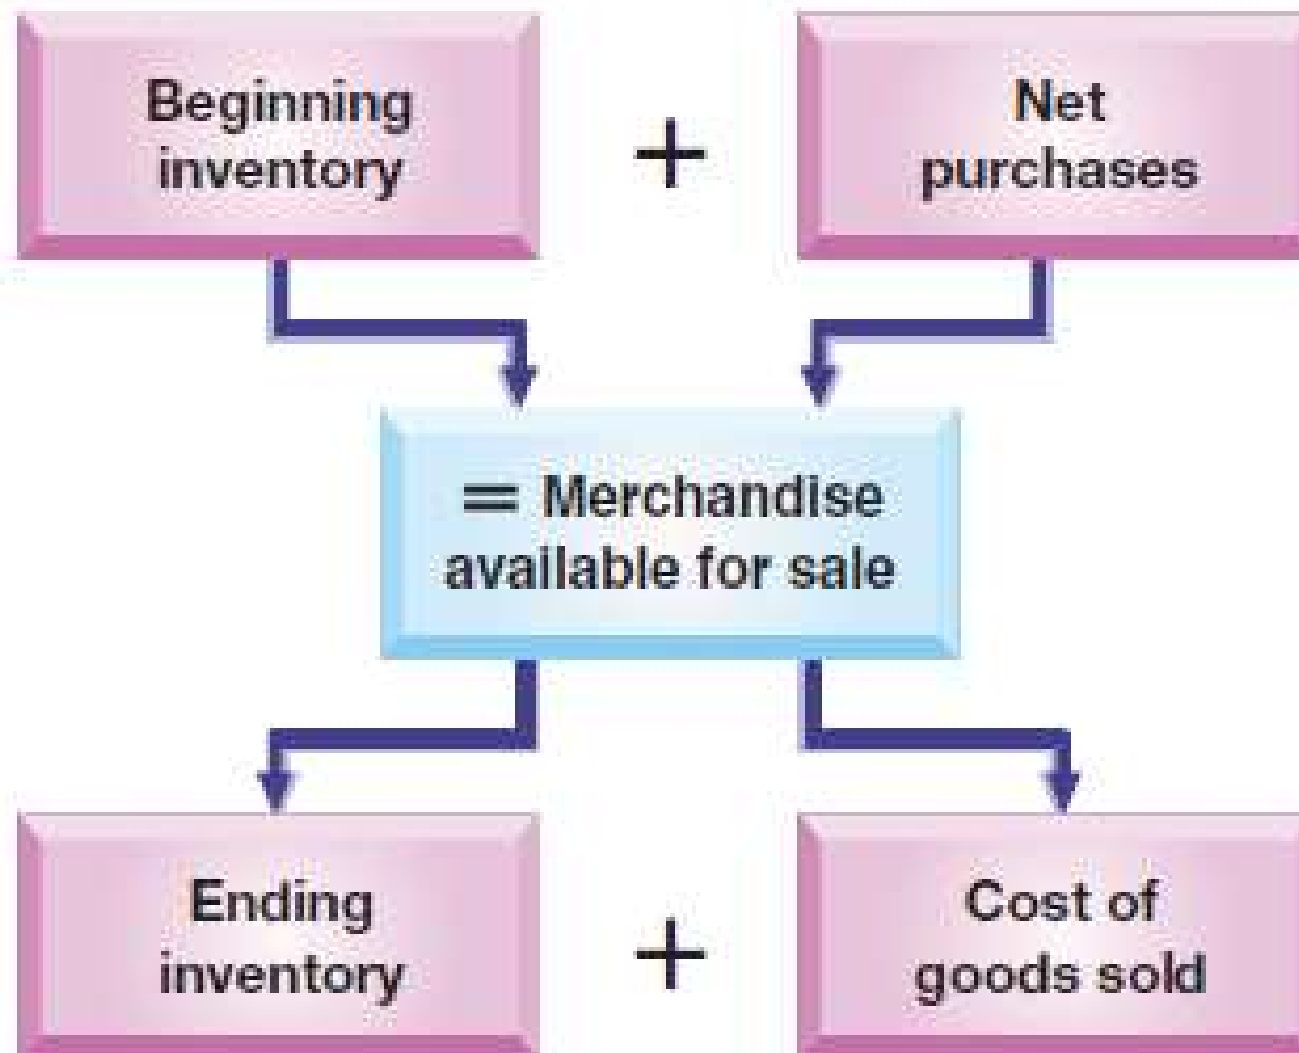 Beginning
inventory
+
Net
purchases
= Merchandise
available for sale
Ending
inventory
+
Cost of
goods sold